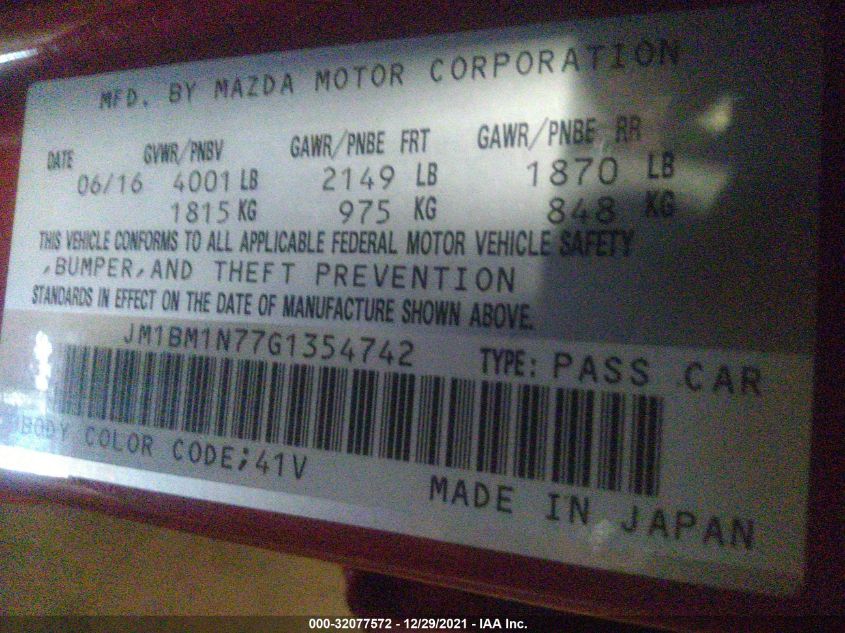 MFD. BY MAZDA MOTOR CORPORATION
DATE GVWR/PNBV GAWR/PNBE FRT GAWR/PNBE RR
06/16 4001 LB 2149 LB 1870 LB
1815 KG 975 KG 848 KG
THIS VEHICLE CONFORMS TO ALL APPLICABLE FEDERAL MOTOR VEHICLE SAFETY
,BUMPER,AND THEFT PREVENTION
STANDARDS IN EFFECT ON THE DATE OF MANUFACTURE SHOWN ABOVE.
JM1BM1N77G1354742 TYPE: PASS CAR
BODY COLOR CODE;41V
MADE IN JAPAN
000-32077572 - 12/29/2021 - IAA Inc.